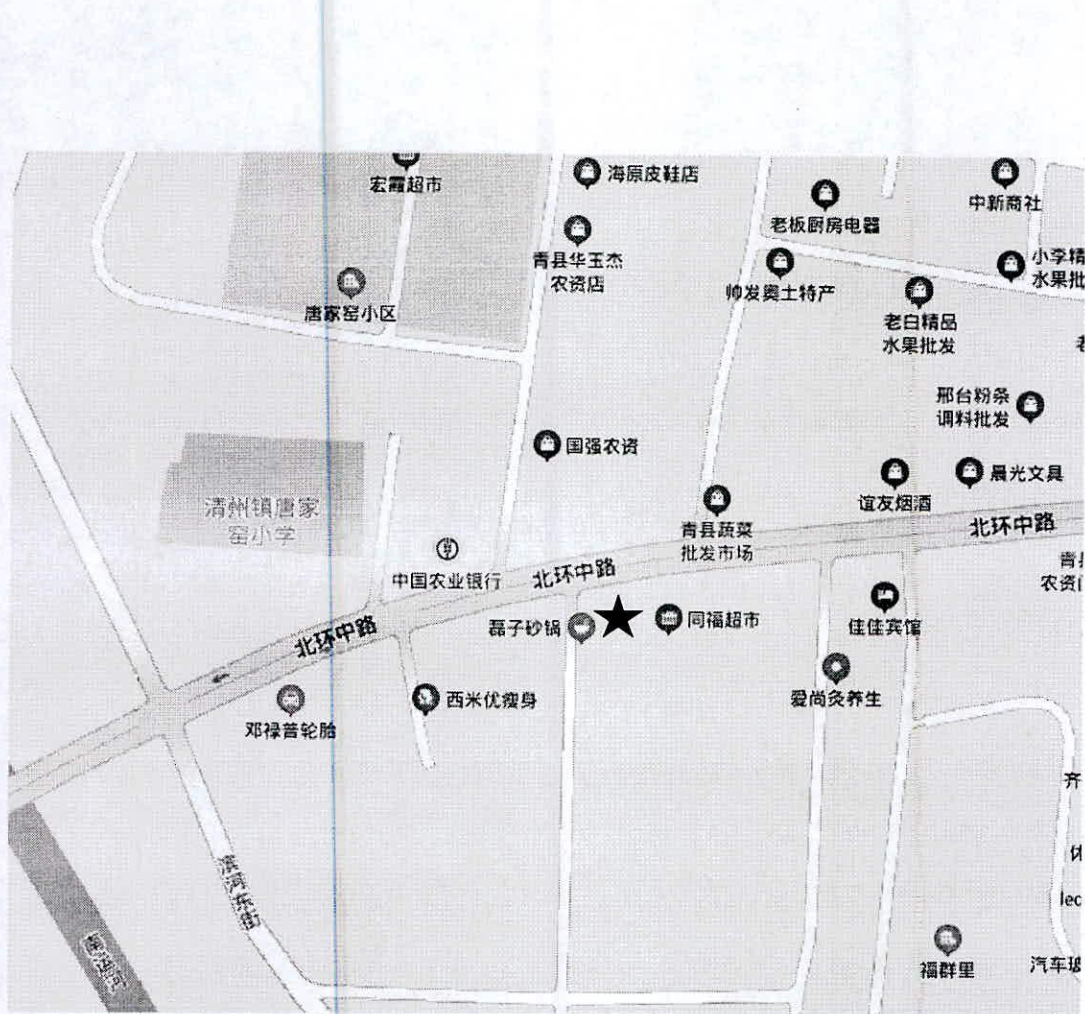 宏霞超市
海原皮鞋店
中新商社
老板厨房电器
青县华玉杰
农资店
小李精
水果批
唐家窑小区
帅发奥土特产
老白精品
水果批发
邢台粉条
调料批发
国强农资
谊友烟酒
晨光文具
清州镇唐家
窑小学
青县蔬菜
批发市场
北环中路
中国农业银行
北环中路
青县
农资
佳佳宾馆
磊子砂锅
同福超市
北环中路
邓禄普轮胎
西米优瘦身
爱尚灸养生
齐
休
滨河东街
lec
福群里
汽车玻